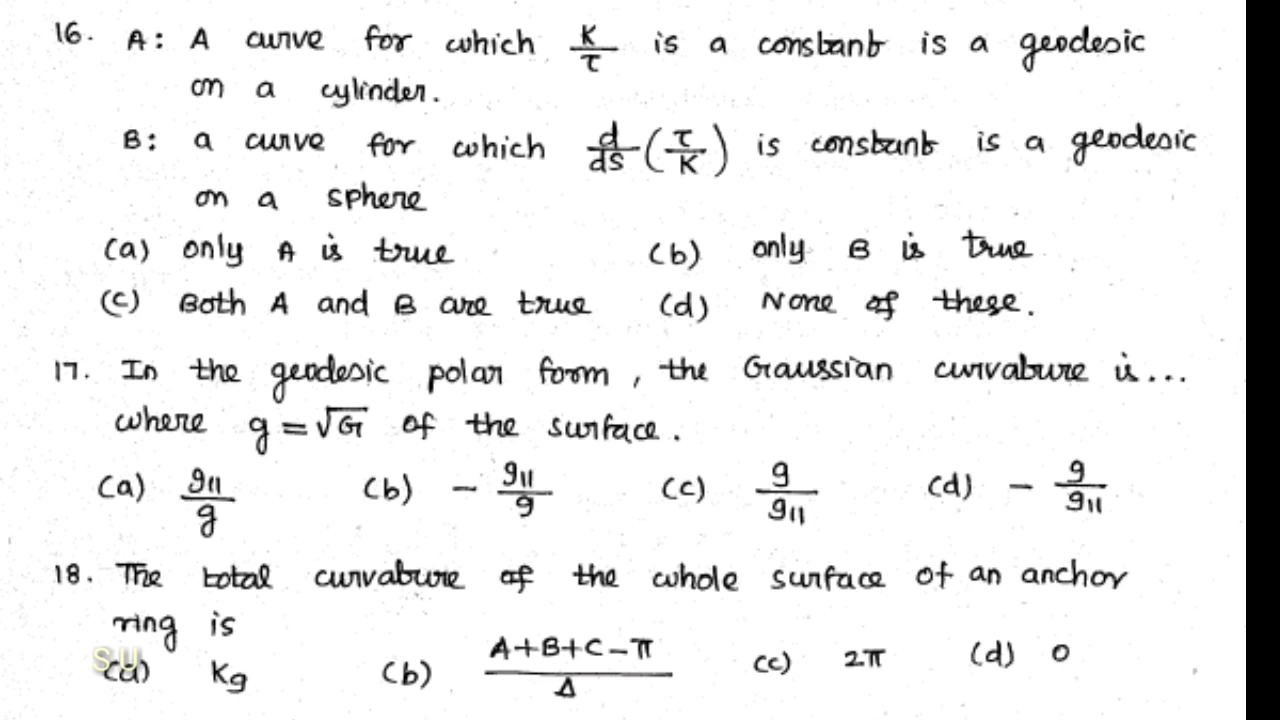 16. A: A curve for which K/τ is a constant is a geodesic
on a cylinder.
B: a curve for which d/ds (τ/K) is constant is a geodesic
on a sphere
(a) only A is true (b) only B is true
(c) Both A and B are true (d) None of these.
17. In the geodesic polar form, the Gaussian curvature is...
where g = √G of the surface.
(a) g₁₁/g (b) - g₁₁/g (c) g/g₁₁ (d) - g/g₁₁
18. The total curvature of the whole surface of an anchor
ring is
S.U
(a) Kg (b) A+B+C-π/Δ (c) 2π (d) 0